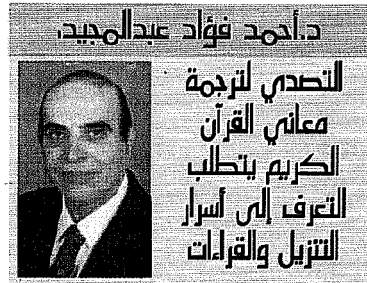 د.أحمد فؤاد عبدالمجيد:
التصدي لترجمة
معاني القرآن
الكريم يتطلب
التعرف إلى أسرار
التنزيل والقراءات